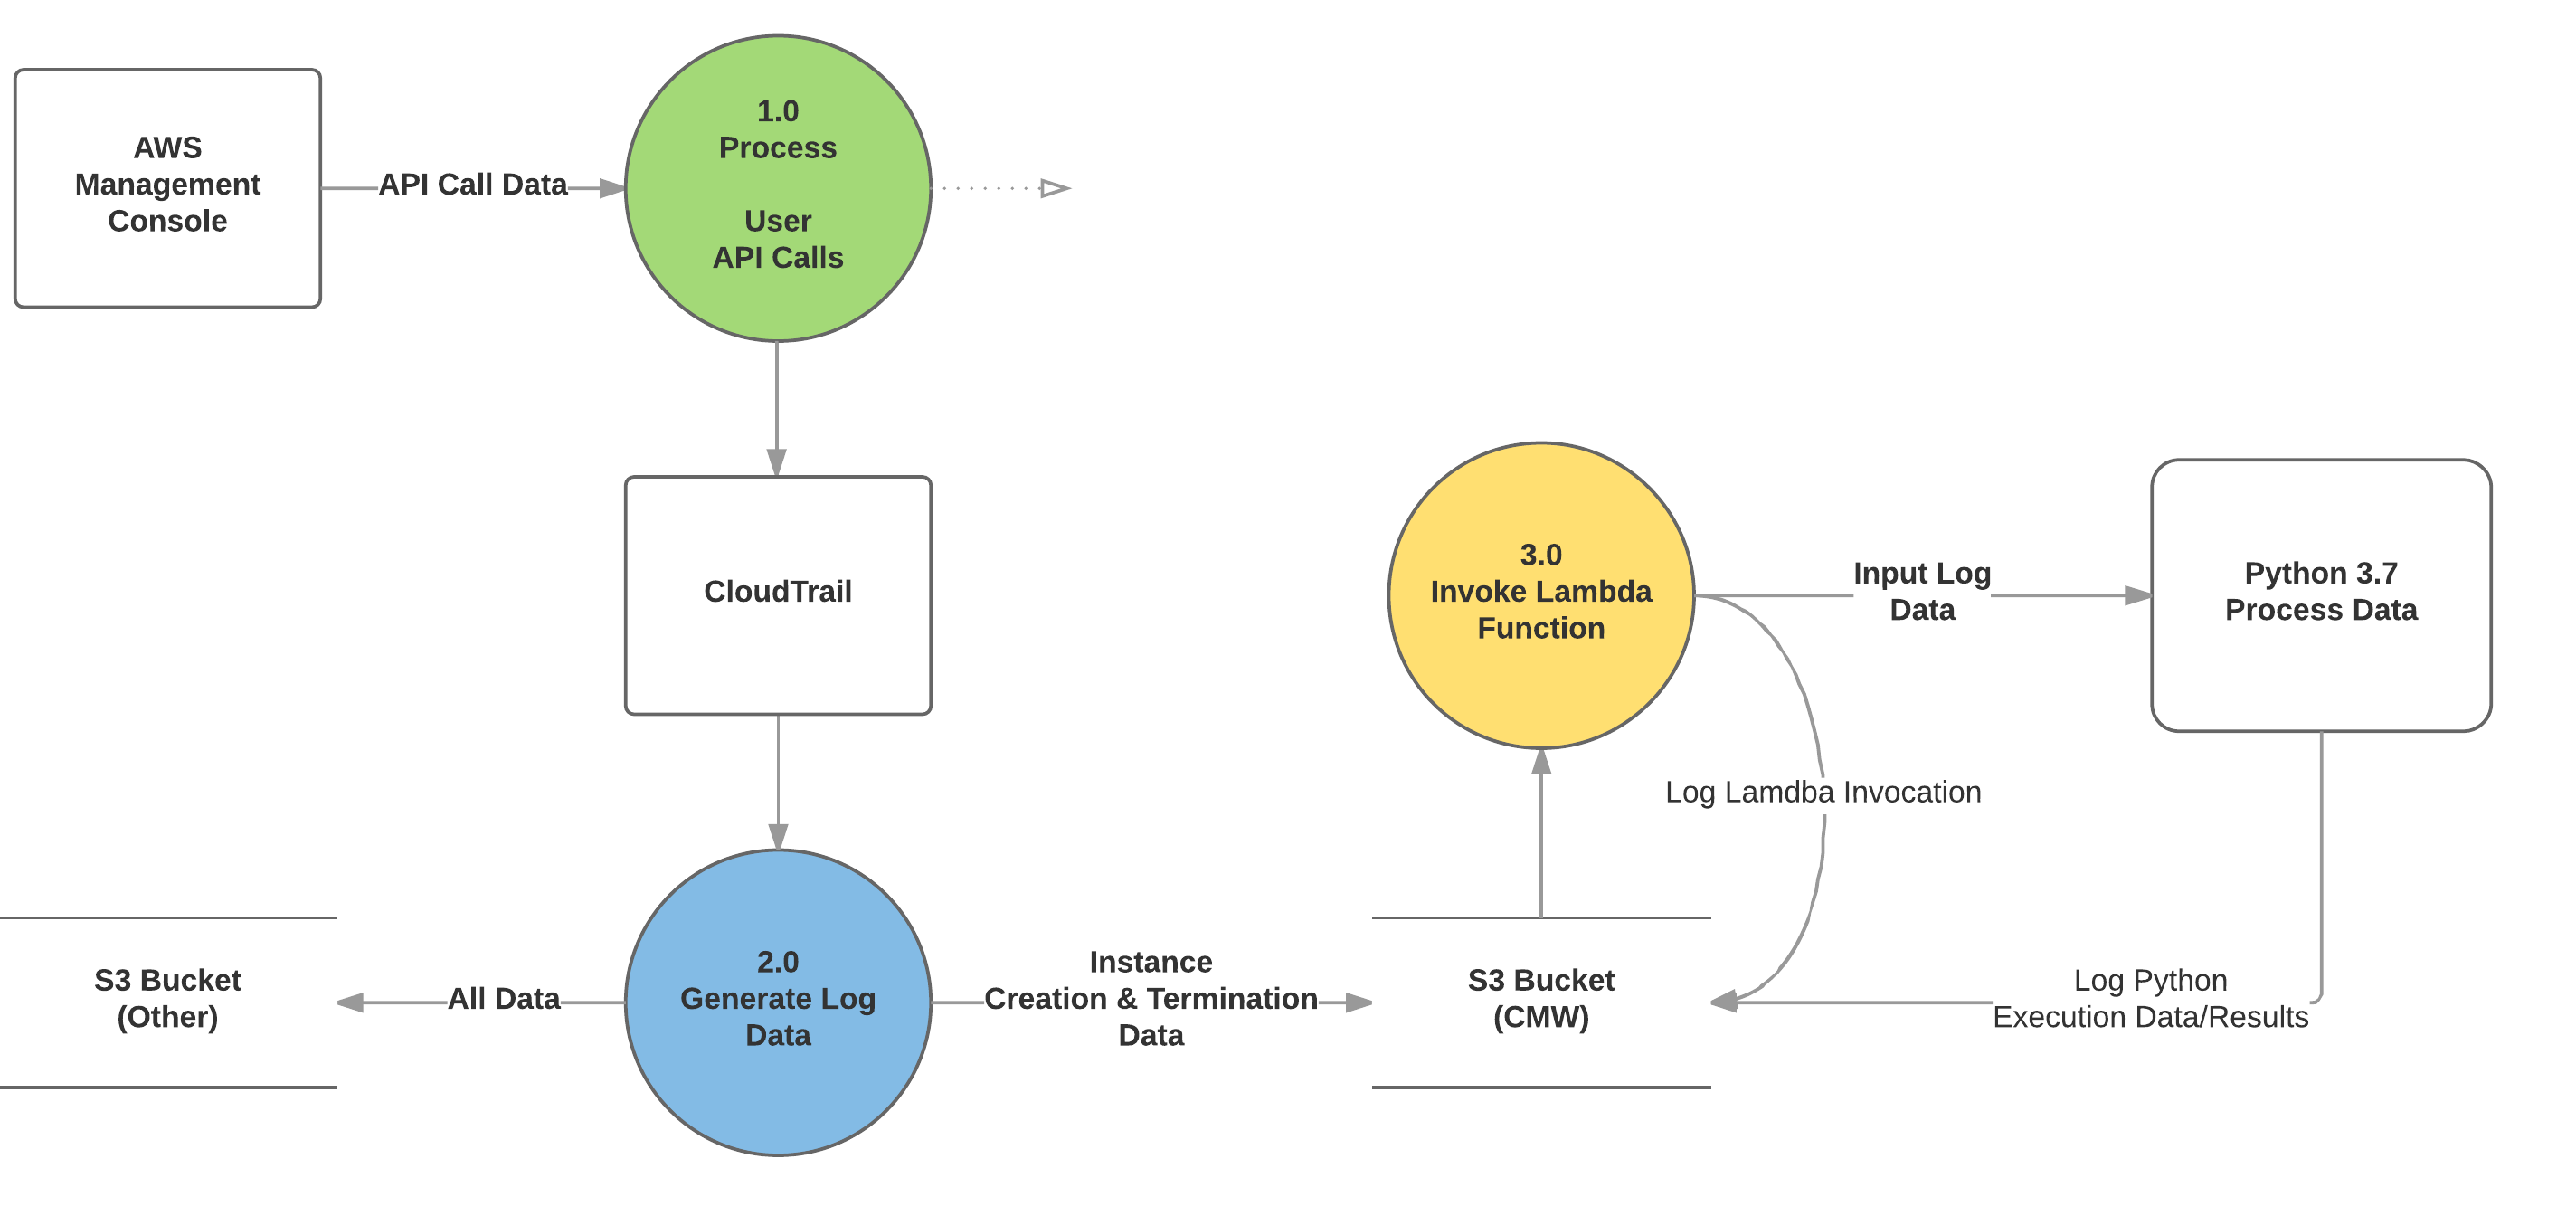 AWS
Management
Console
API Call Data
1.0
Process
User
API Calls
CloudTrail
3.0
Invoke Lambda
Function
Input Log
Data
Python 3.7
Process Data
Log Lamdba Invocation
S3 Bucket
(Other)
All Data
2.0
Generate Log
Data
Instance
Creation & Termination
Data
S3 Bucket
(CMW)
Log Python
Execution Data/Results